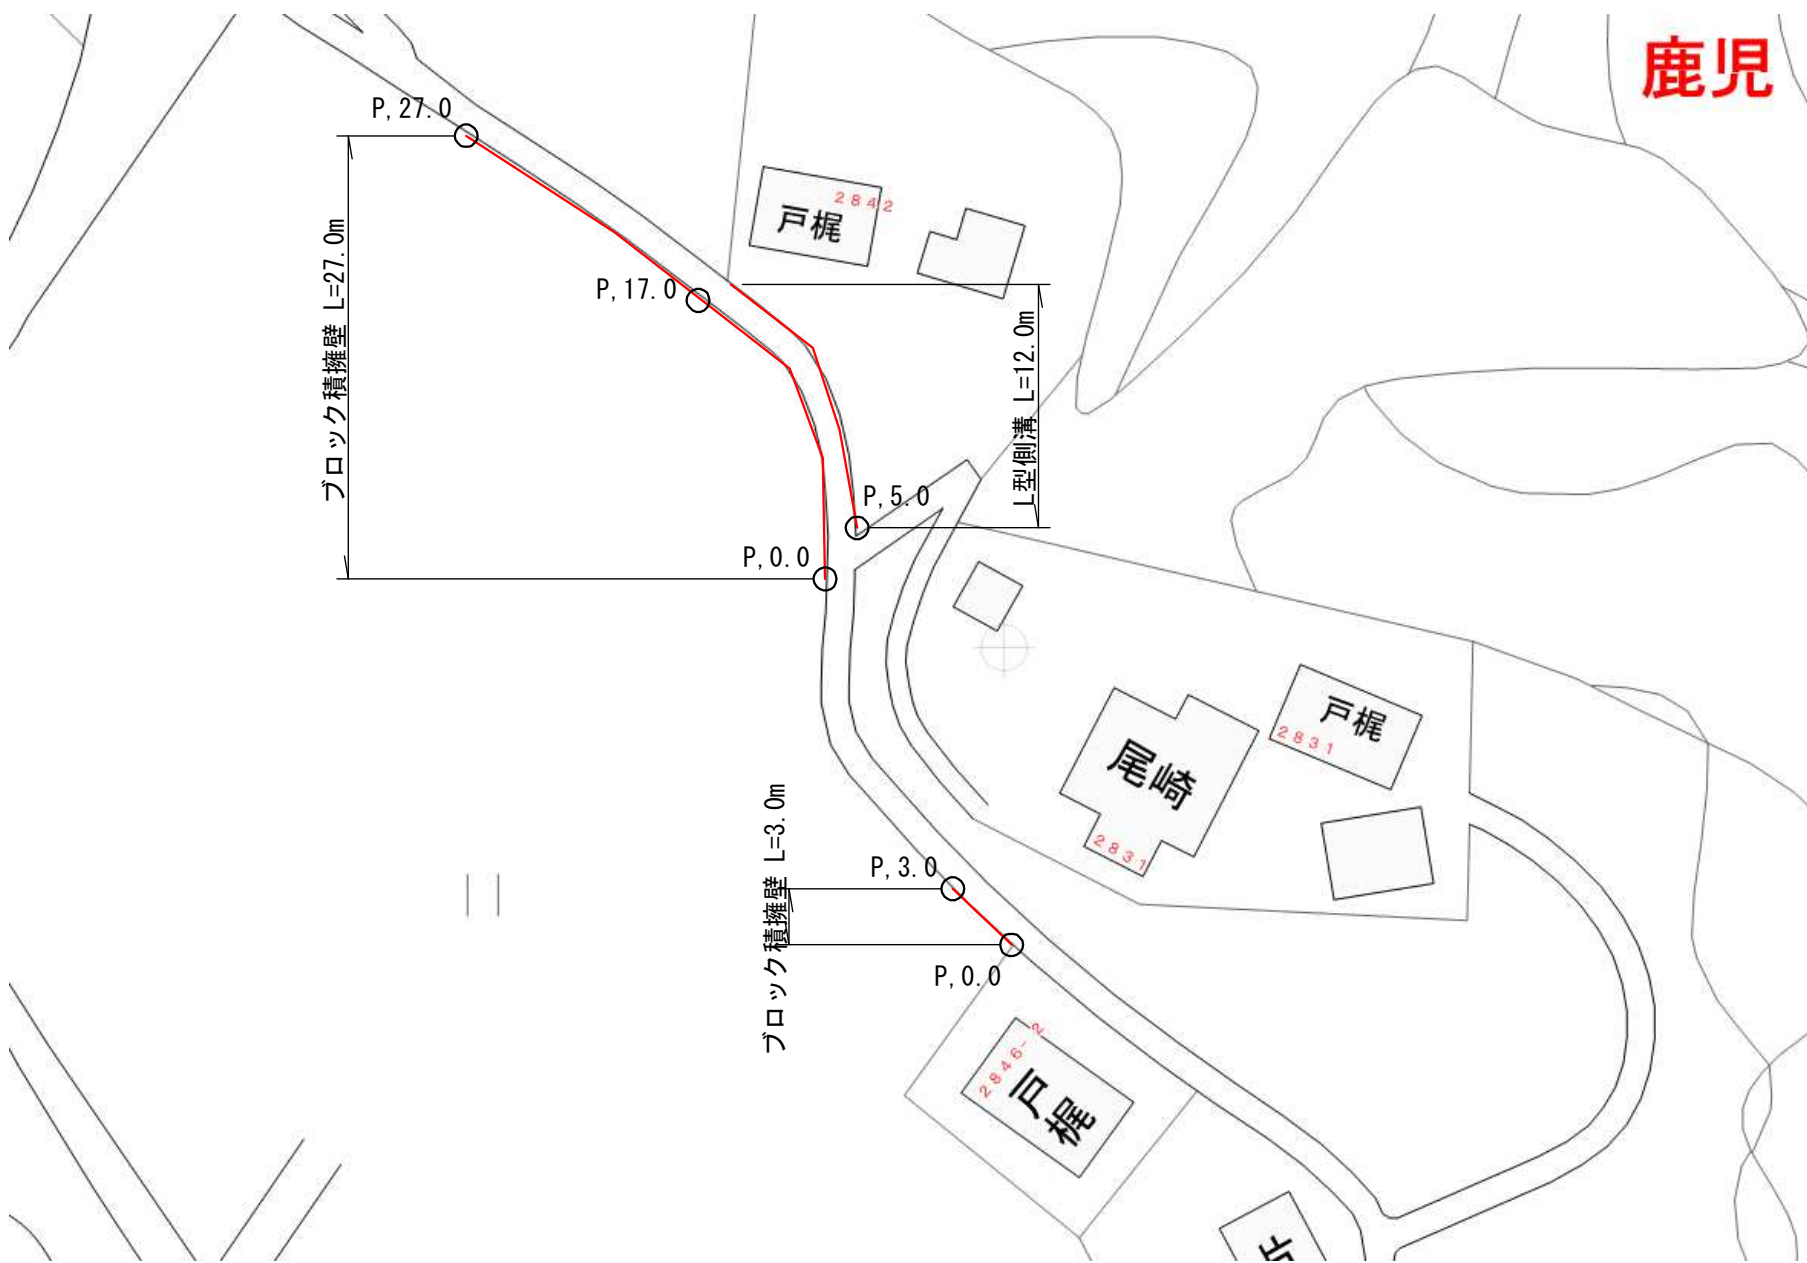 鹿児
P,27.0
戸梶
2842
P,17.0
ブロック積擁壁 L=27.0m
L型側溝 L=12.0m
P,5.0
P,0.0
戸梶
2831
尾崎
2831
ブロック積擁壁 L=3.0m
P,3.0
P,0.0
2846-2
戸梶